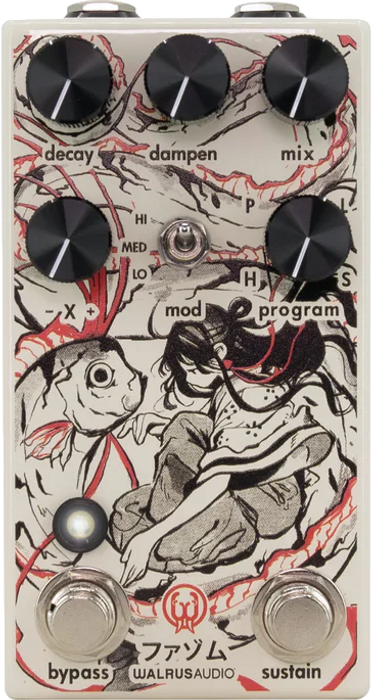 decay dampen mix
HI
P L
MED
LO
H S
- X + mod program
ファゾム
bypass WALRUSAUDIO sustain